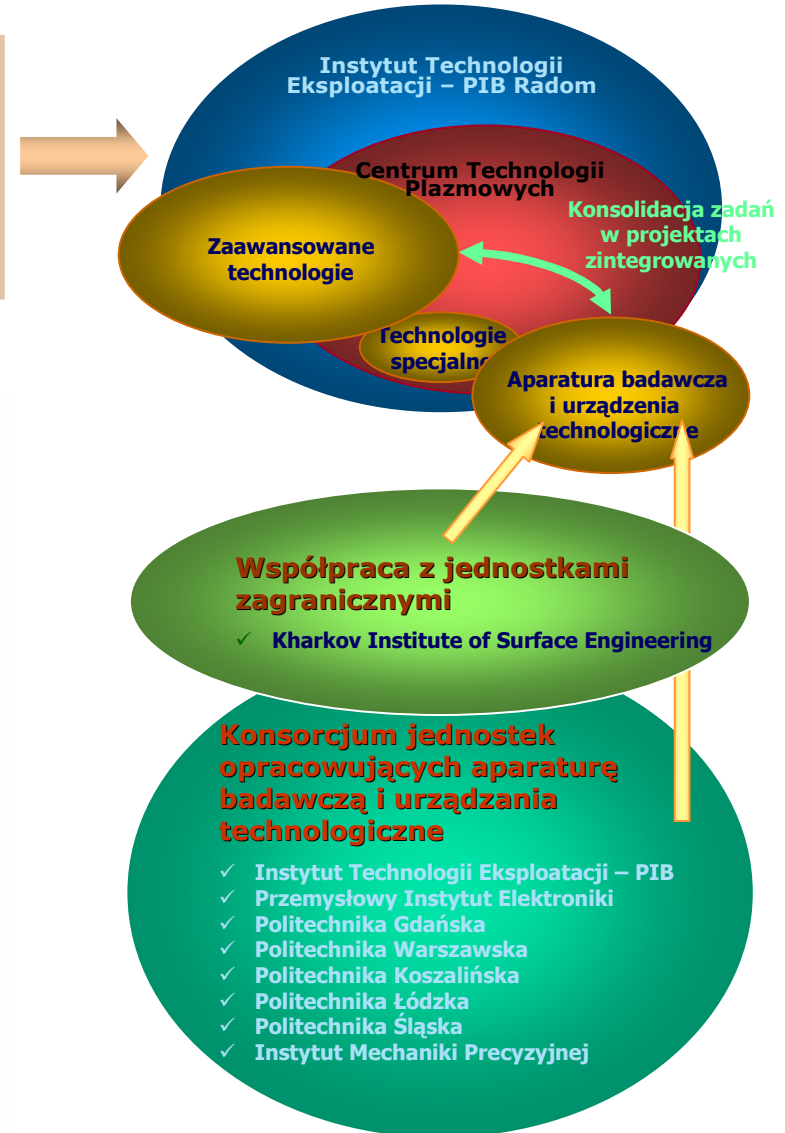 Instytut Technologii
Eksploatacji – PIB Radom
Centrum Technologii
Plazmowych
Konsolidacja zadań
w projektach
zintegrowanych
Zaawansowane
technologie
Technologie
specjalne
Aparatura badawcza
i urządzenia
technologiczne
Współpraca z jednostkami
zagranicznymi
✓ Kharkov Institute of Surface Engineering
Konsorcjum jednostek
opracowujących aparaturę
badawczą i urządzania
technologiczne
✓ Instytut Technologii Eksploatacji – PIB
✓ Przemysłowy Instytut Elektroniki
✓ Politechnika Gdańska
✓ Politechnika Warszawska
✓ Politechnika Koszalińska
✓ Politechnika Łódzka
✓ Politechnika Śląska
✓ Instytut Mechaniki Precyzyjnej